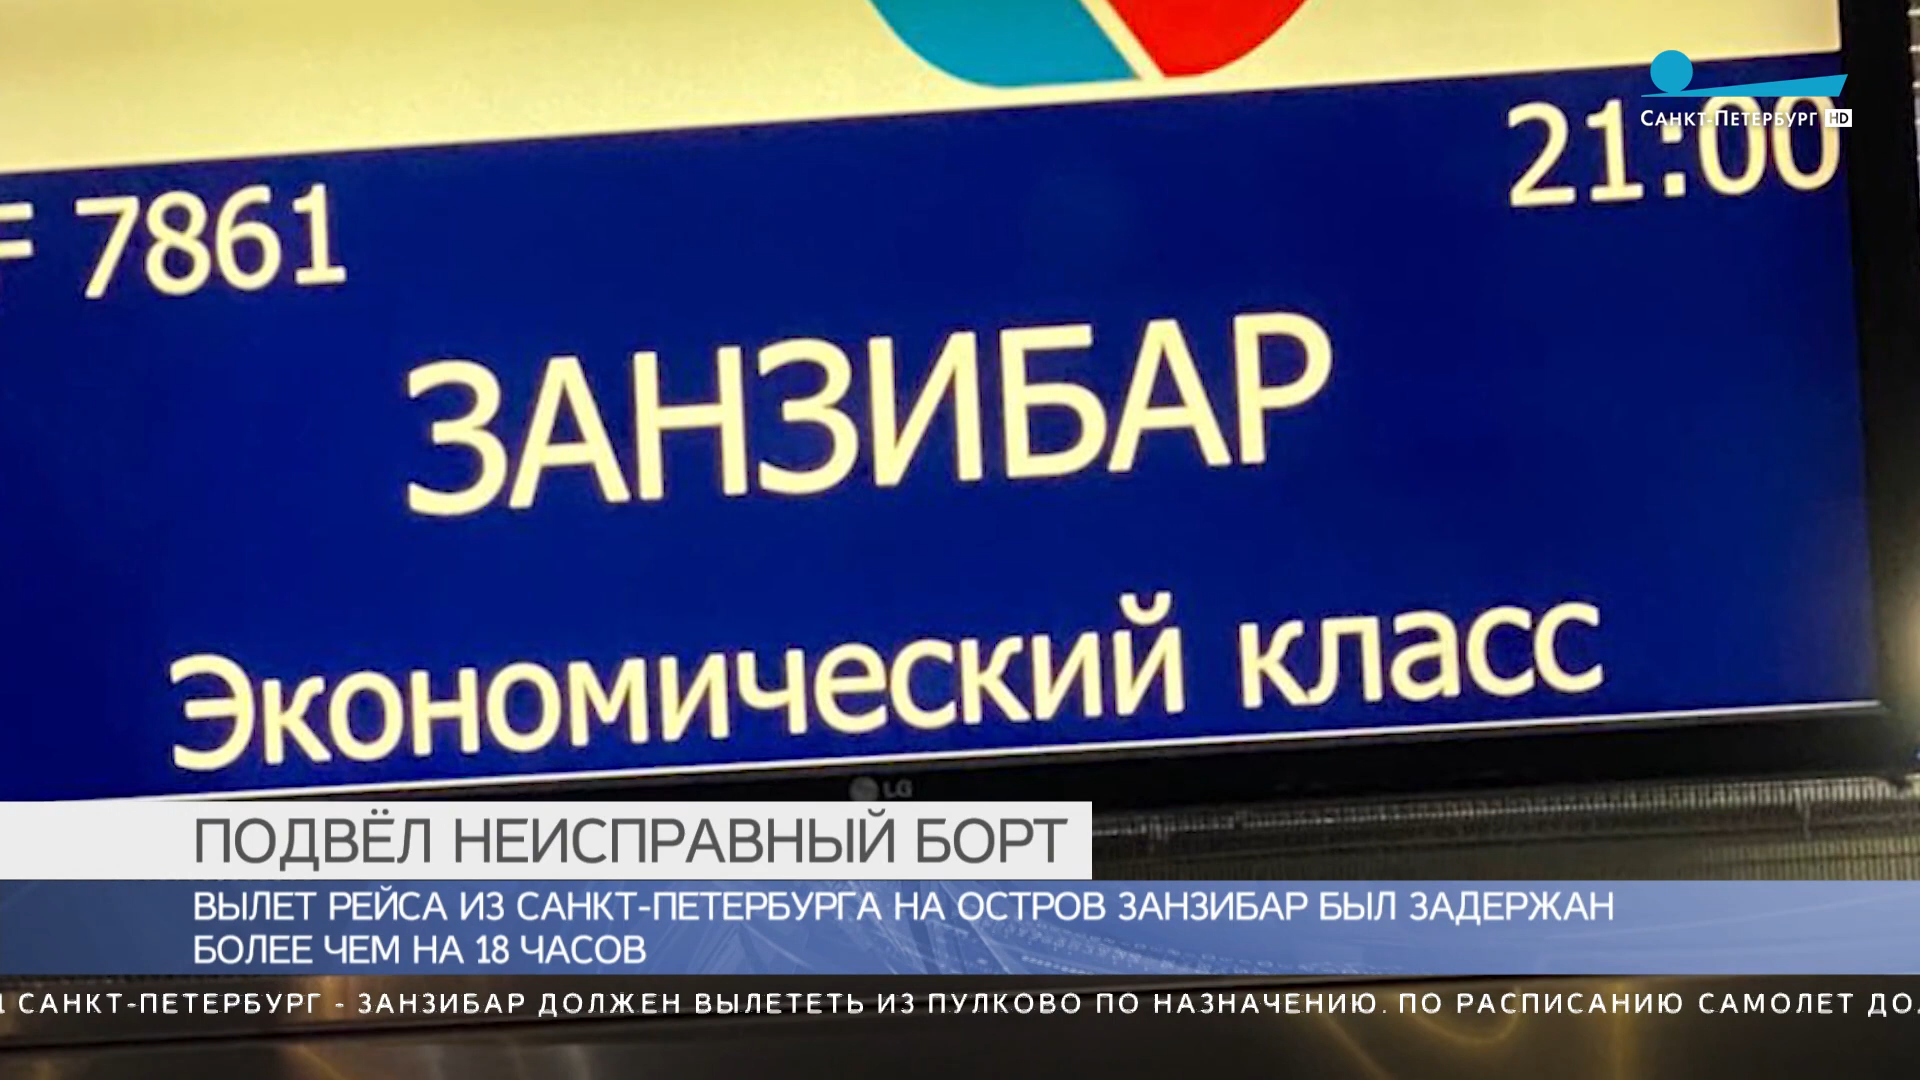 САНКТ-ПЕТЕРБУРГ HD
21:00
F 7861
ЗАНЗИБАР
Экономический класс
LG
ПОДВЁЛ НЕИСПРАВНЫЙ БОРТ
ВЫЛЕТ РЕЙСА ИЗ САНКТ-ПЕТЕРБУРГА НА ОСТРОВ ЗАНЗИБАР БЫЛ ЗАДЕРЖАН
БОЛЕЕ ЧЕМ НА 18 ЧАСОВ
САНКТ-ПЕТЕРБУРГ - ЗАНЗИБАР ДОЛЖЕН ВЫЛЕТЕТЬ ИЗ ПУЛКОВО ПО НАЗНАЧЕНИЮ. ПО РАСПИСАНИЮ САМОЛЕТ